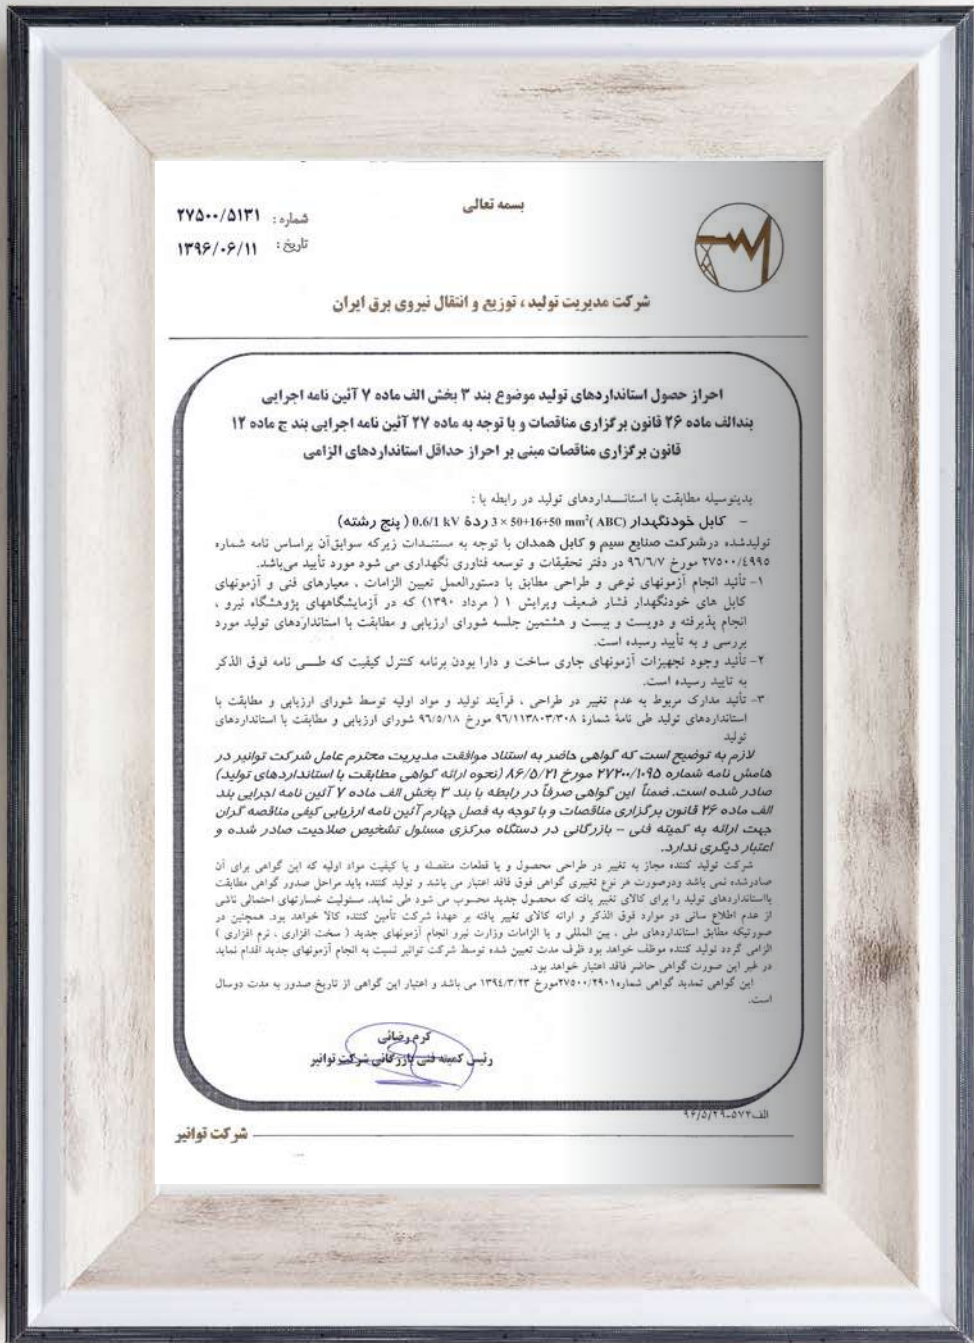 بسمه تعالی
شماره : ۲۷۵۰۰/۵۱۳۱
تاریخ : ۱۳۹۶/۰۶/۱۱
شرکت مدیریت تولید ، توزیع و انتقال نیروی برق ایران
احراز حصول استانداردهای تولید موضوع بند ۳ بخش الف ماده ۷ آئین نامه اجرایی
بندالف ماده ۲۶ قانون برگزاری مناقصات و با توجه به ماده ۲۷ آئین نامه اجرایی بند ج ماده ۱۲
قانون برگزاری مناقصات مبنی بر احراز حداقل استانداردهای الزامی
بدینوسیله مطابقت با استانداردهای تولید در رابطه با :
- کابل خودنگهدار (ABC) 3 × 50+16+50 mm² ردۀ 0.6/1 kV ( پنج رشته)
تولیدشده درشرکت صنایع سیم و کابل همدان با توجه به مستندات زیرکه سوابق‌آن براساس نامه شماره
۲۷۵۰۰/٤۹۹۵ مورخ ۹٦/٦/۷ در دفتر تحقیقات و توسعه فناوری نگهداری می شود مورد تأیید می‌باشد.
۱- تأئید انجام آزمونهای نوعی و طراحی مطابق با دستورالعمل تعیین الزامات ، معیارهای فنی و آزمونهای
کابل های خودنگهدار فشار ضعیف ویرایش ۱ ( مرداد ۱۳۹۰) که در آزمایشگاههای پژوهشگاه نیرو ،
انجام پذیرفته و دویست و بیست و هشتمین جلسه شورای ارزیابی و مطابقت با استانداردهای تولید مورد
بررسی و به تأیید رسیده است.
۲- تأئید وجود تجهیزات آزمونهای جاری ساخت و دارا بودن برنامه کنترل کیفیت که طی نامه فوق الذکر
به تایید رسیده است.
۳- تأئید مدارک مربوط به عدم تغییر در طراحی ، فرآیند تولید و مواد اولیه توسط شورای ارزیابی و مطابقت با
استانداردهای تولید طی نامۀ شمارۀ ۹٦/۱۱۳۸۰۳/۳۰۸ مورخ ۹٦/٥/۱۸ شورای ارزیابی و مطابقت با استانداردهای
تولید
لازم به توضیح است که گواهی حاضر به استناد موافقت مدیریت محترم عامل شرکت توانیر در
هامش نامه شماره ۲۷۲۰۰/۱۰۹۵ مورخ ۸۶/۵/۲۱ (نحوه ارائه گواهی مطابقت با استانداردهای تولید)
صادر شده است. ضمناً این گواهی صرفاً در رابطه با بند ۳ بخش الف ماده ۷ آئین نامه اجرایی بند
الف ماده ۲۶ قانون برگزاری مناقصات و با توجه به فصل چهارم آئین نامه ارزیابی کیفی مناقصه گران
جهت ارائه به کمیته فنی – بازرگانی در دستگاه مرکزی مسئول تشخیص صلاحیت صادر شده و
اعتبار دیگری ندارد.
شرکت تولید کننده مجاز به تغییر در طراحی محصول و یا قطعات منفصله و یا کیفیت مواد اولیه که این گواهی برای آن
صادرشده نمی باشد ودرصورت هر نوع تغییری گواهی فوق فاقد اعتبار می باشد و تولید کننده باید مراحل صدور گواهی مطابقت
بااستانداردهای تولید را برای کالای تغییر یافته که محصول جدید محسوب می شود طی نماید. مسئولیت خسارتهای احتمالی ناشی
از عدم اطلاع سانی در موارد فوق الذکر و ارائه کالای تغییر یافته بر عهدۀ شرکت تأمین کننده کالا خواهد بود. همچنین در
صورتیکه مطابق استانداردهای ملی ، بین المللی و یا الزامات وزارت نیرو انجام آزمونهای جدید ( سخت افزاری ، نرم افزاری )
الزامی گردد تولید کننده موظف خواهد بود ظرف مدت تعیین شده توسط شرکت توانیر نسبت به انجام آزمونهای جدید اقدام نماید
در غیر این صورت گواهی حاضر فاقد اعتبار خواهد بود.
این گواهی تمدید گواهی شماره۲۷۵۰۰/۲۹۰۱مورخ ۱۳۹٤/۳/۲۳ می باشد و اعتبار این گواهی از تاریخ صدور به مدت دوسال
است.
کرم رضائی
رئیس کمیته فنی بازرگانی شرکت توانیر
الف۵۷۲-۹۶/۵/۲۹
شرکت توانیر